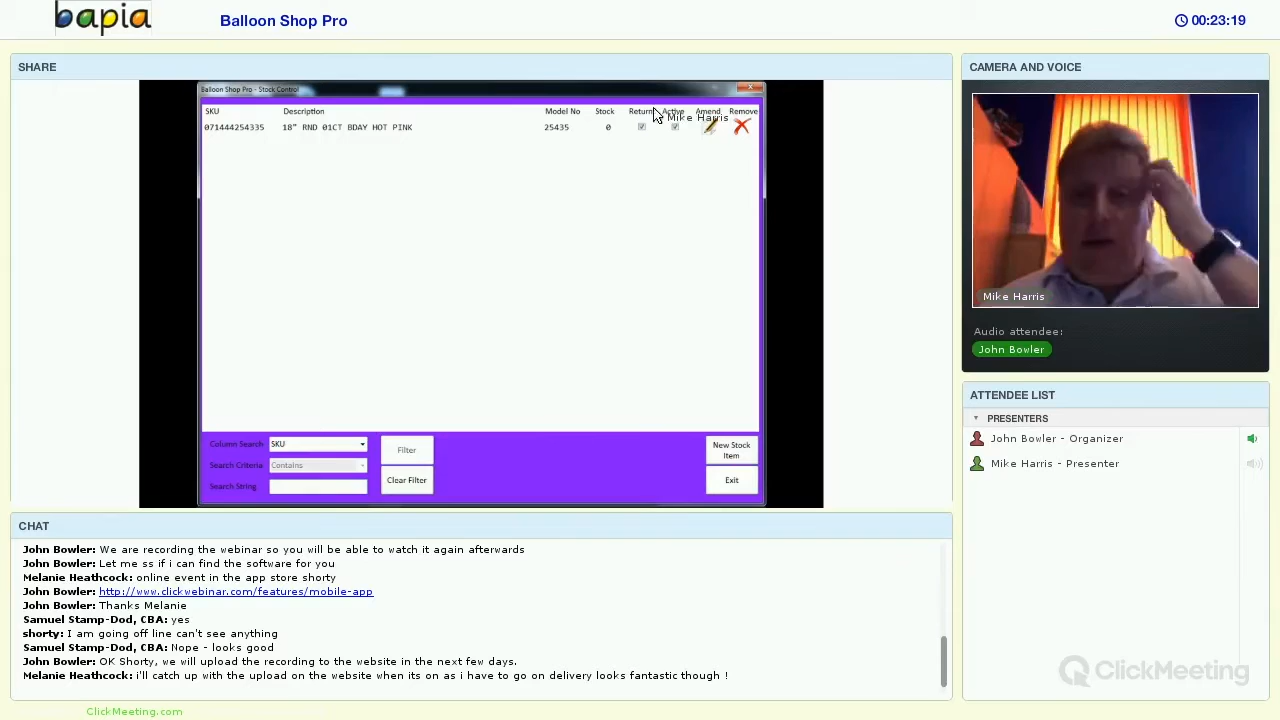 bapia
Balloon Shop Pro
00:23:19
SHARE
Balloon Shop Pro - Stock Control
SKU Description Model No Stock Return Active Amend Remove
Mike Harris
071444254335 18" RND 01CT BDAY HOT PINK 25435 0
Column Search SKU
Search Criteria Contains
Search String
Filter
Clear Filter
New Stock
Item
Exit
CAMERA AND VOICE
Mike Harris
Audio attendee:
John Bowler
ATTENDEE LIST
PRESENTERS
John Bowler - Organizer
Mike Harris - Presenter
CHAT
John Bowler: We are recording the webinar so you will be able to watch it again afterwards
John Bowler: Let me ss if i can find the software for you
Melanie Heathcock: online event in the app store shorty
John Bowler: http://www.clickwebinar.com/features/mobile-app
John Bowler: Thanks Melanie
Samuel Stamp-Dod, CBA: yes
shorty: I am going off line can't see anything
Samuel Stamp-Dod, CBA: Nope - looks good
John Bowler: OK Shorty, we will upload the recording to the website in the next few days.
Melanie Heathcock: i'll catch up with the upload on the website when its on as i have to go on delivery looks fantastic though !
ClickMeeting
ClickMeeting.com